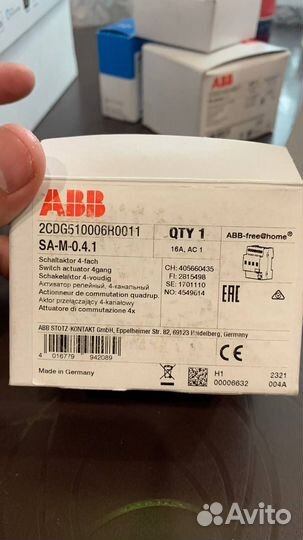 ABB
ABB
2CDG510006R0011
SA-M-0.4.1
QTY 1
16A, AC 1
ABB-free@home®
Schaltaktor 4-fach
Switch actuator 4gang
Schakelaktor 4-voudig
Активатор релейный, 4-канальный
Actionneur de commutation quadrup.
Aktor przełączający 4-kanałowy
Attuatore di commutazione 4x
CH: 405660435
FI: 2815498
SE: 1701110
NO: 4549614
EAC
ABB STOTZ-KONTAKT GmbH, Eppelheimer Str. 82, 69123 Heidelberg, Germany
4 016779 942089
Made in Germany
CE
H1
00006632
2321
004A
Avito